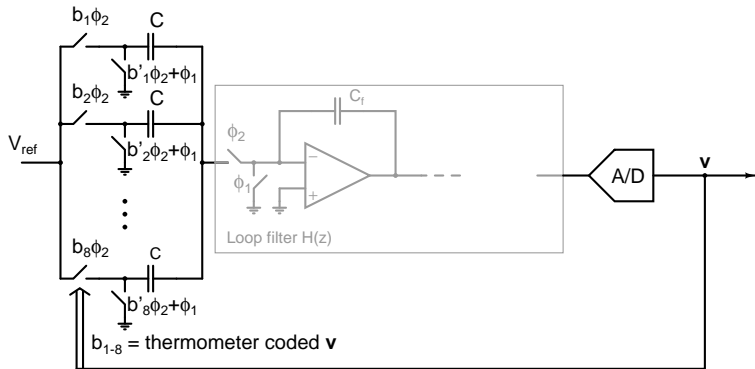 b₁ϕ₂
C
b'₁ϕ₂+ϕ₁
b₂ϕ₂
C
b'₂ϕ₂+ϕ₁
V_ref
ϕ₂
ϕ₁
C_f
−
+
A/D
v
Loop filter H(z)
b₈ϕ₂
C
b'₈ϕ₂+ϕ₁
b₁₋₈ = thermometer coded v